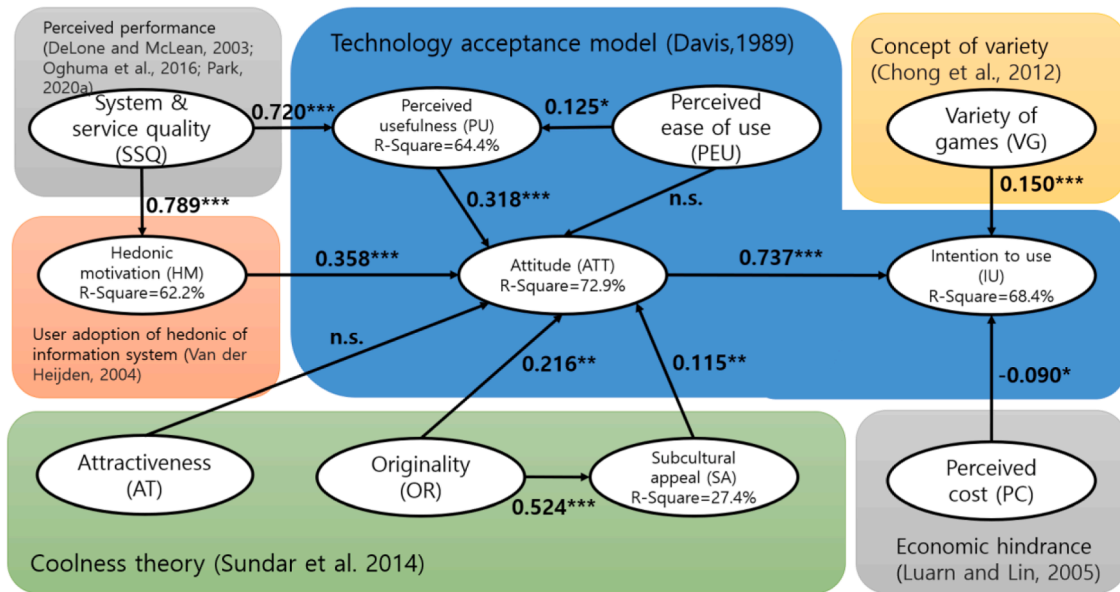 Perceived performance
(DeLone and McLean, 2003;
Oghuma et al., 2016; Park,
2020a)
System &
service quality
(SSQ)
0.720***
0.789***
Technology acceptance model (Davis,1989)
Perceived
usefulness (PU)
R-Square=64.4%
0.125*
Perceived
ease of use
(PEU)
0.318***
n.s.
Concept of variety
(Chong et al., 2012)
Variety of
games (VG)
0.150***
Hedonic
motivation (HM)
R-Square=62.2%
0.358***
Attitude (ATT)
R-Square=72.9%
0.737***
Intention to use
(IU)
R-Square=68.4%
User adoption of hedonic of
information system (Van der
Heijden, 2004)
n.s.
0.216**
0.115**
-0.090*
Attractiveness
(AT)
Originality
(OR)
0.524***
Subcultural
appeal (SA)
R-Square=27.4%
Perceived
cost (PC)
Coolness theory (Sundar et al. 2014)
Economic hindrance
(Luarn and Lin, 2005)